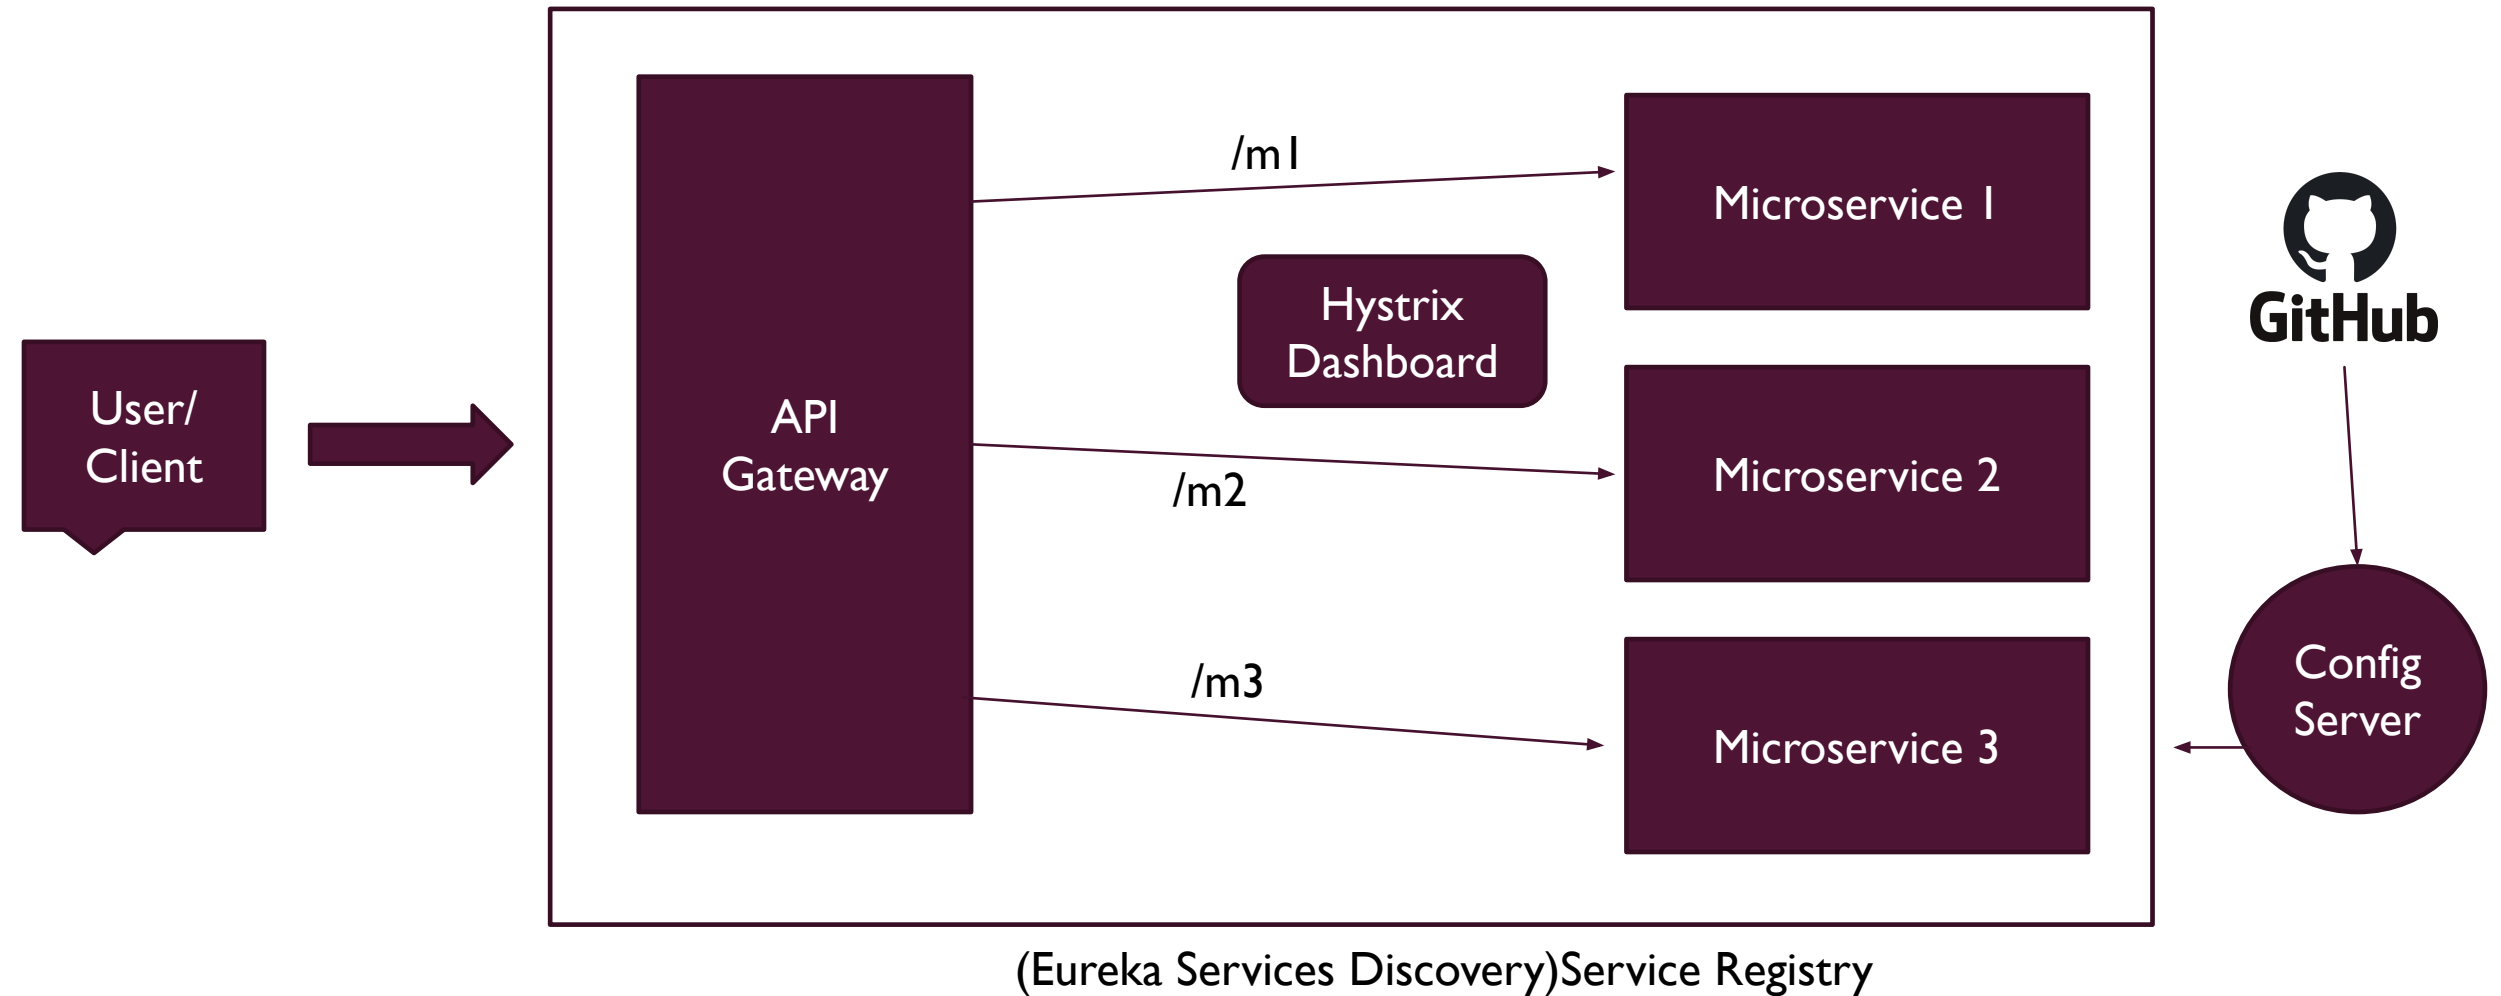 User/
Client
API
Gateway
/m1
Hystrix
Dashboard
/m2
/m3
Microservice 1
Microservice 2
Microservice 3
GitHub
Config
Server
(Eureka Services Discovery)Service Registry